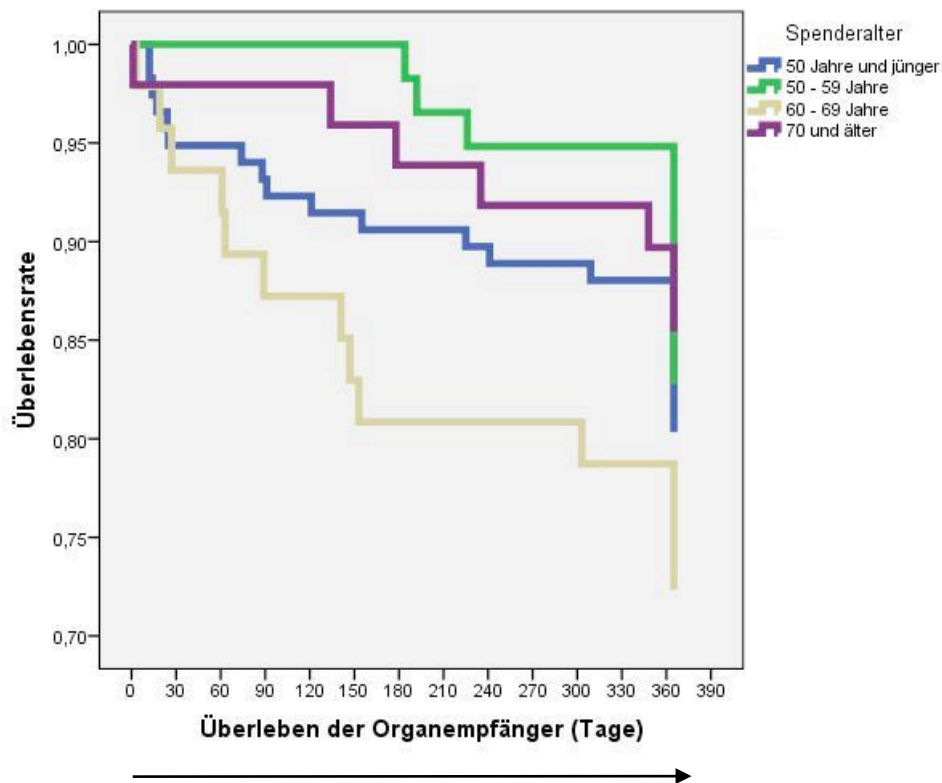 Spenderalter
50 Jahre und jünger
50 - 59 Jahre
60 - 69 Jahre
70 und älter
1,00
0,95
0,90
0,85
0,80
0,75
0,70
Überlebensrate
0 30 60 90 120 150 180 210 240 270 300 330 360 390
Überleben der Organempfänger (Tage)